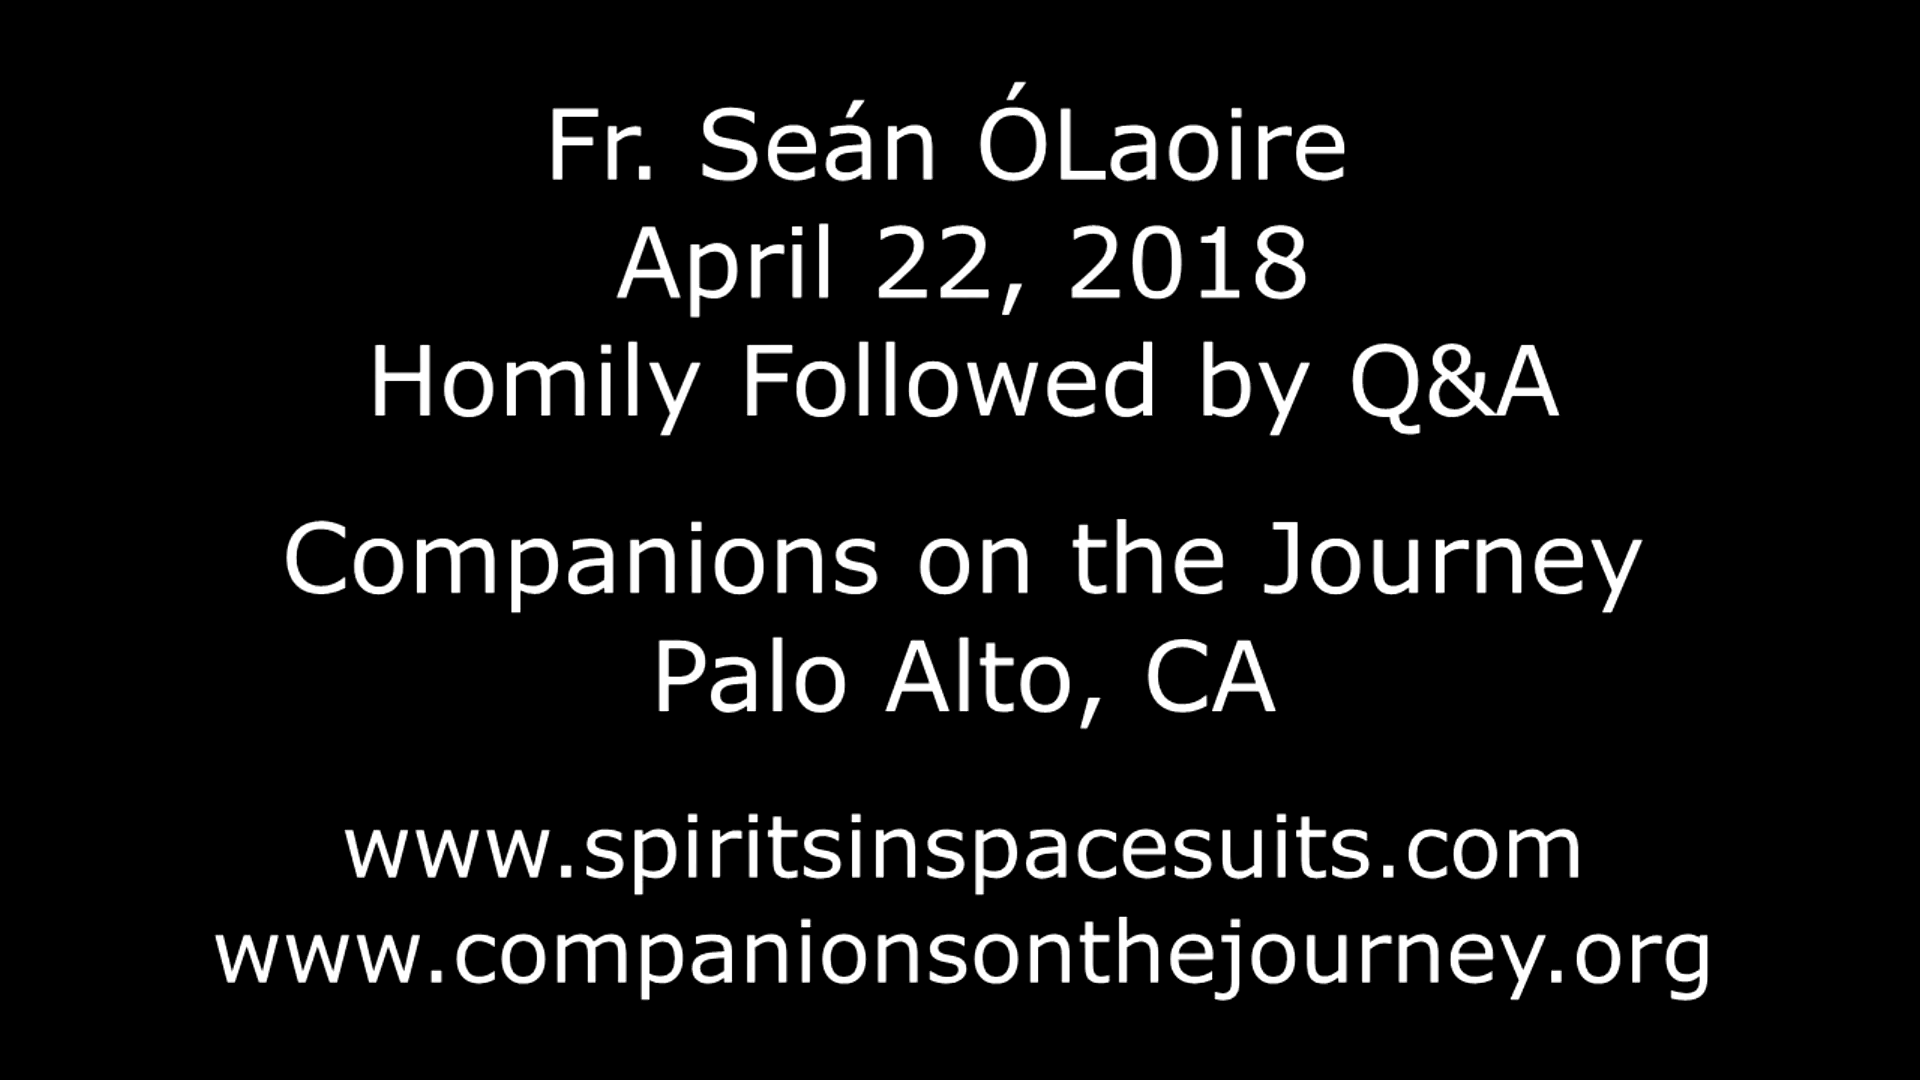 Fr. Seán ÓLaoire
April 22, 2018
Homily Followed by Q&A
Companions on the Journey
Palo Alto, CA
www.spiritsinspacesuits.com
www.companionsonthejourney.org